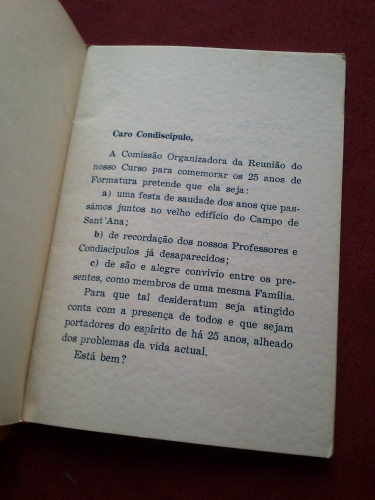 Caro Condiscípulo,
A Comissão Organizadora da Reunião do
nosso Curso para comemorar os 25 anos de
Formatura pretende que ela seja:
a) uma festa de saudade dos anos que pas-
sámos juntos no velho edifício do Campo de
Sant'Ana;
b) de recordação dos nossos Professores e
Condiscípulos já desaparecidos;
c) de são e alegre convívio entre os pre-
sentes, como membros de uma mesma Família.
Para que tal desideratum seja atingido
conta com a presença de todos e que sejam
portadores do espírito de há 25 anos, alheado
dos problemas da vida actual.
Está bem?